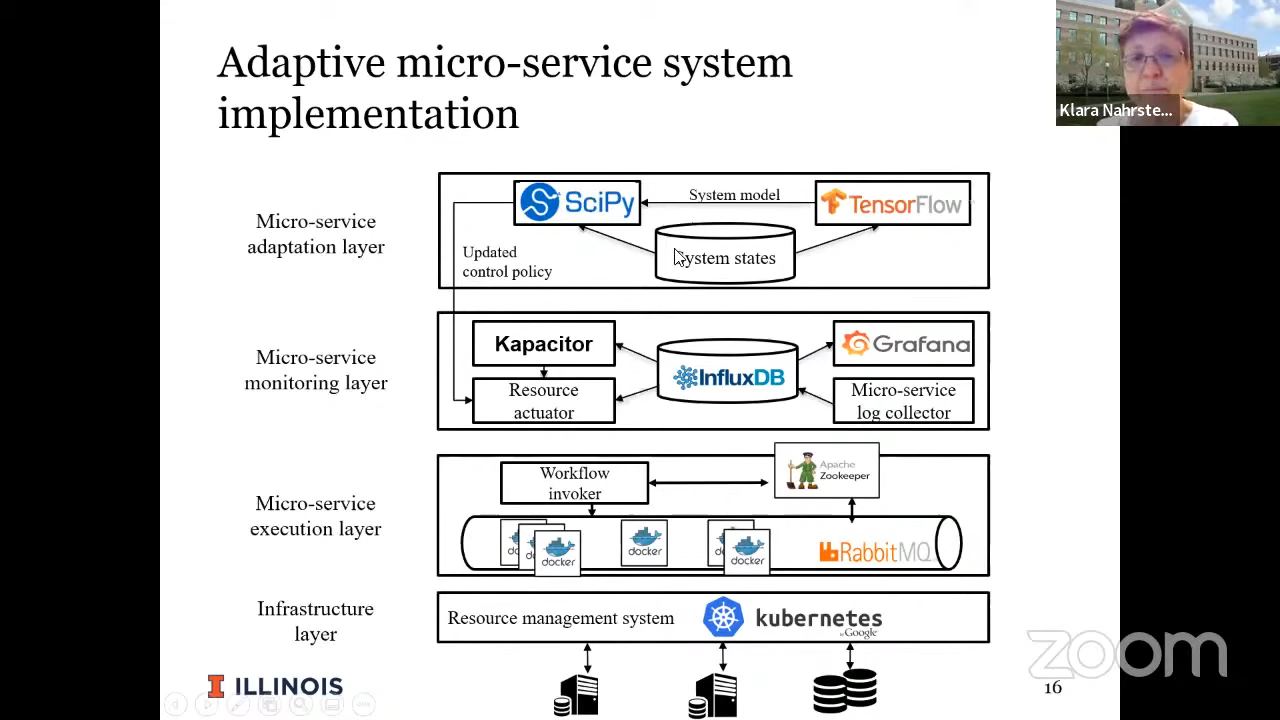 Adaptive micro-service system
implementation
Klara Nahrste...
Micro-service
adaptation layer
SciPy
System model
TensorFlow
Updated
control policy
System states
Micro-service
monitoring layer
Kapacitor
InfluxDB
Grafana
Resource
actuator
Micro-service
log collector
Micro-service
execution layer
Workflow
invoker
Apache
Zookeeper
docker
docker
docker
RabbitMQ
Infrastructure
layer
Resource management system
kubernetes
by Google
I ILLINOIS
zoom
16